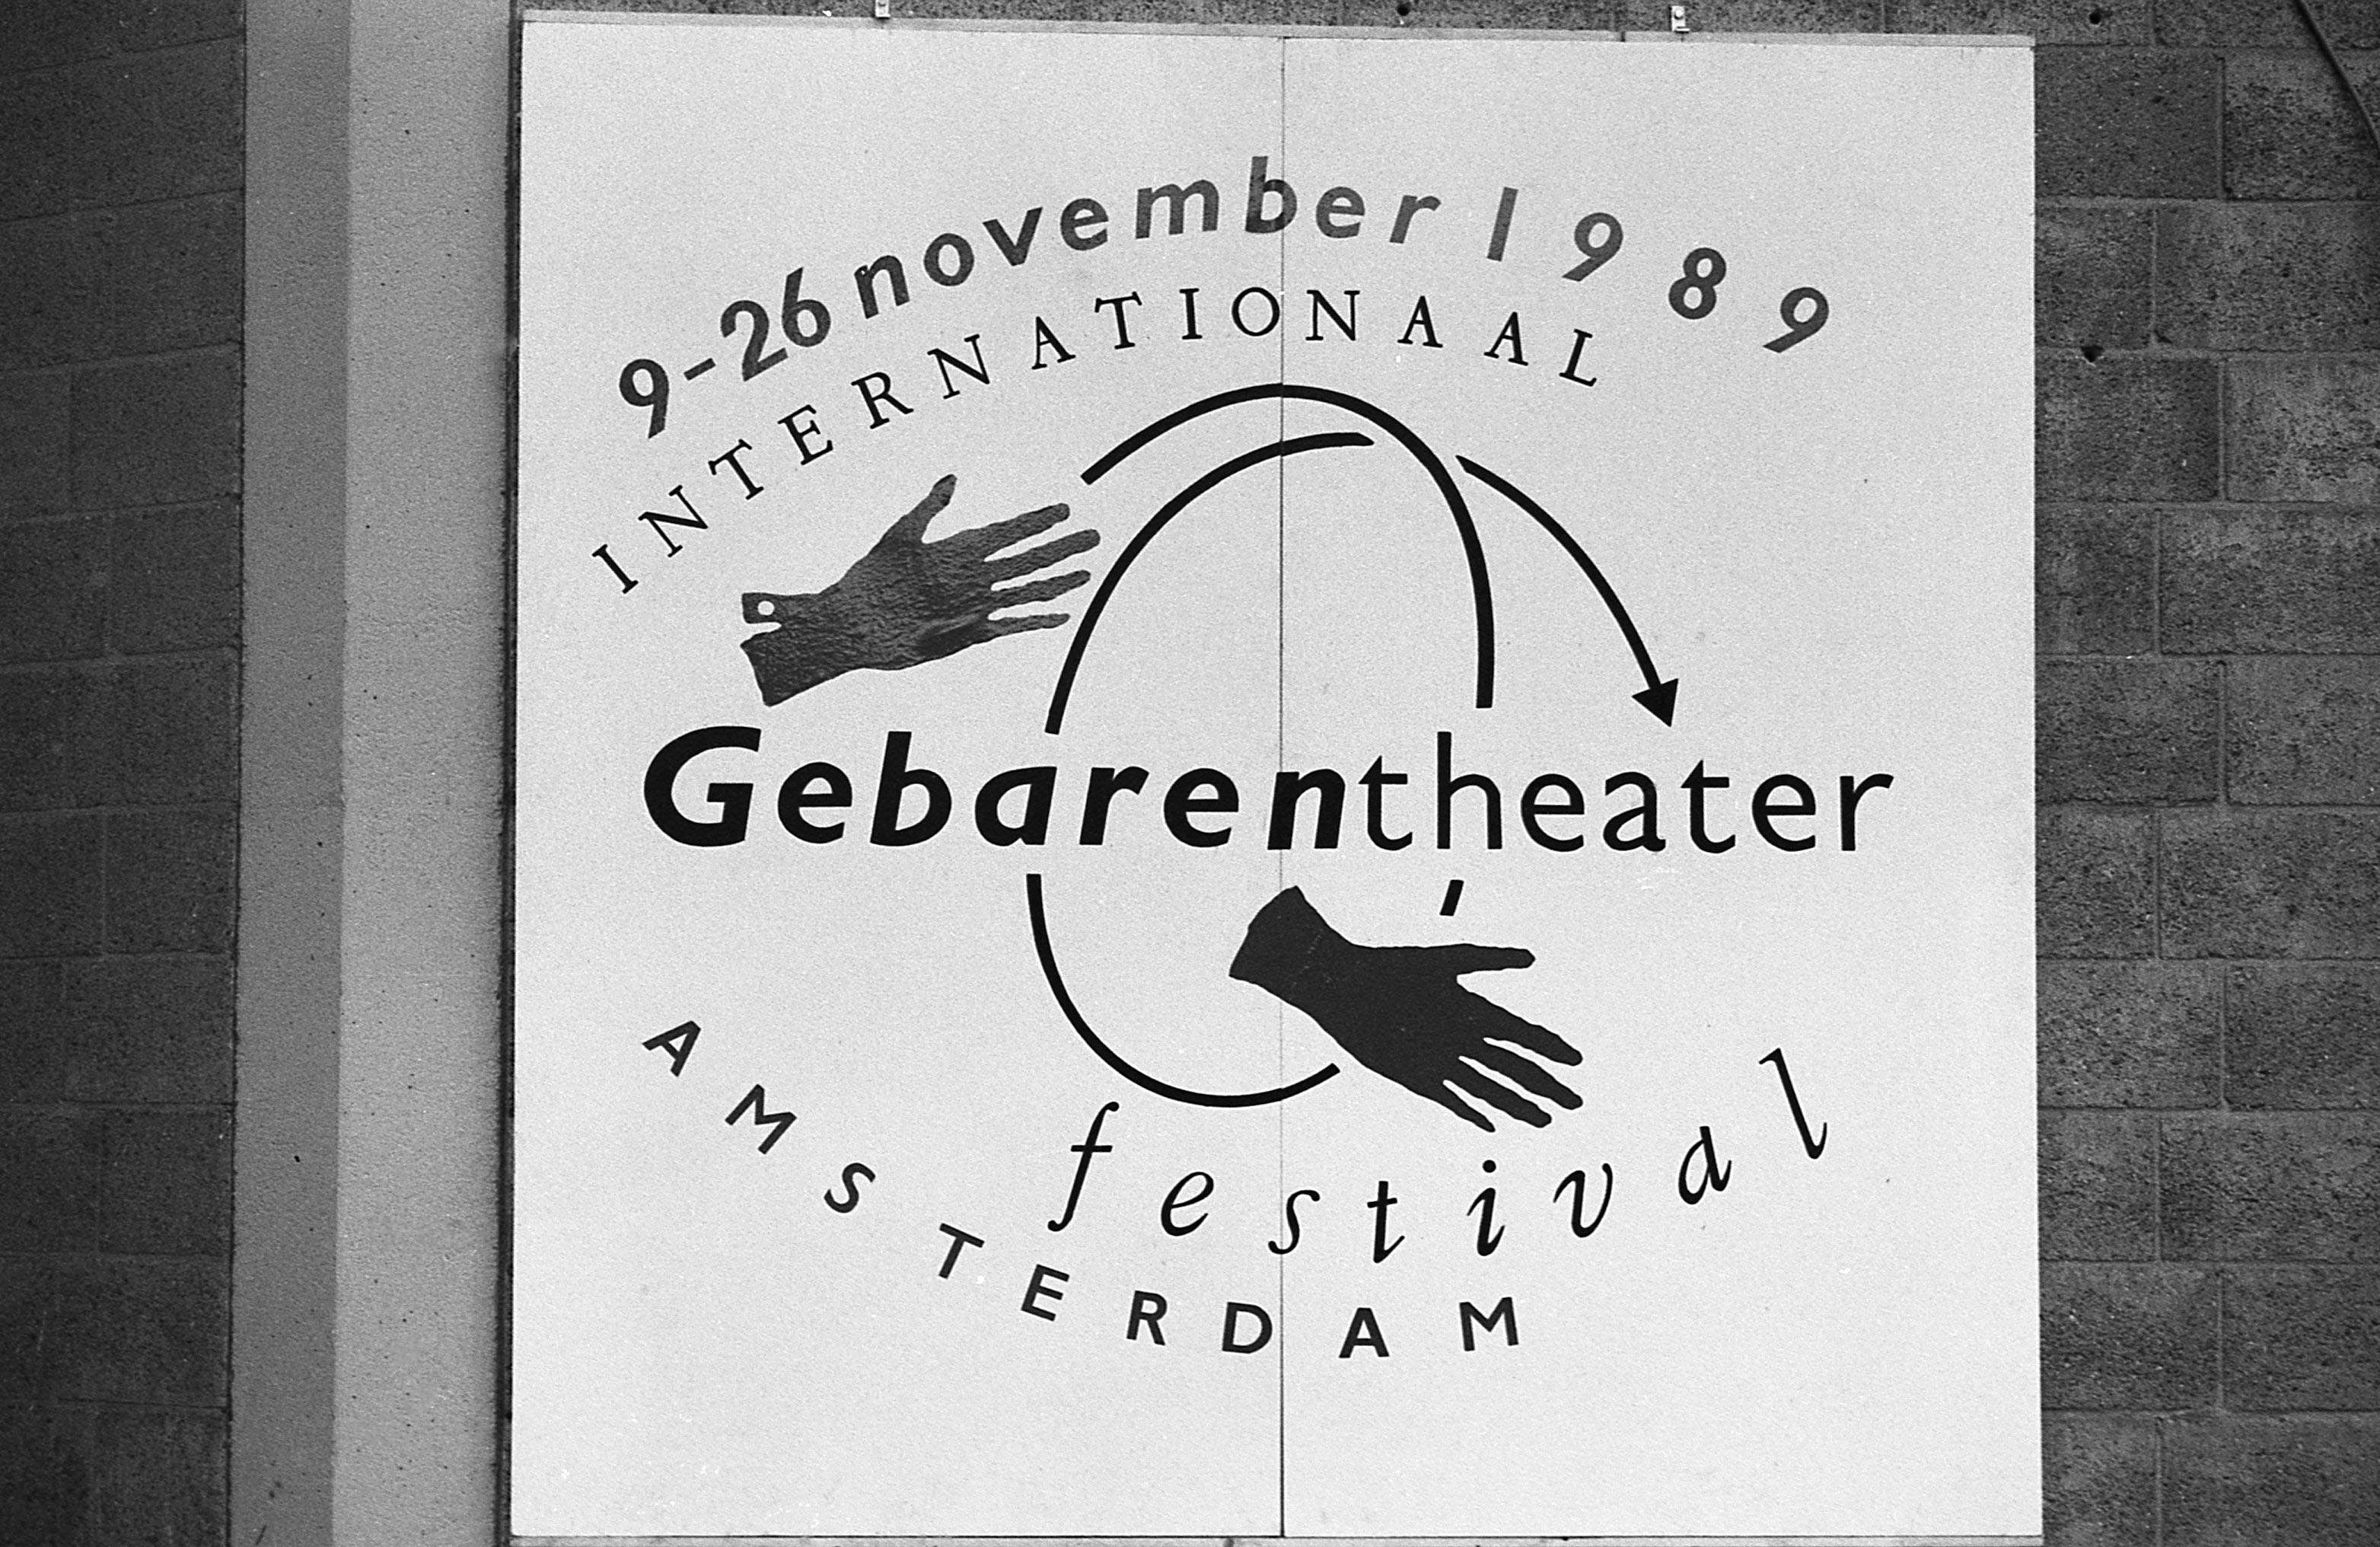 9-26 november 1989
INTERNATIONAAL
Gebarentheater
festival
AMSTERDAM